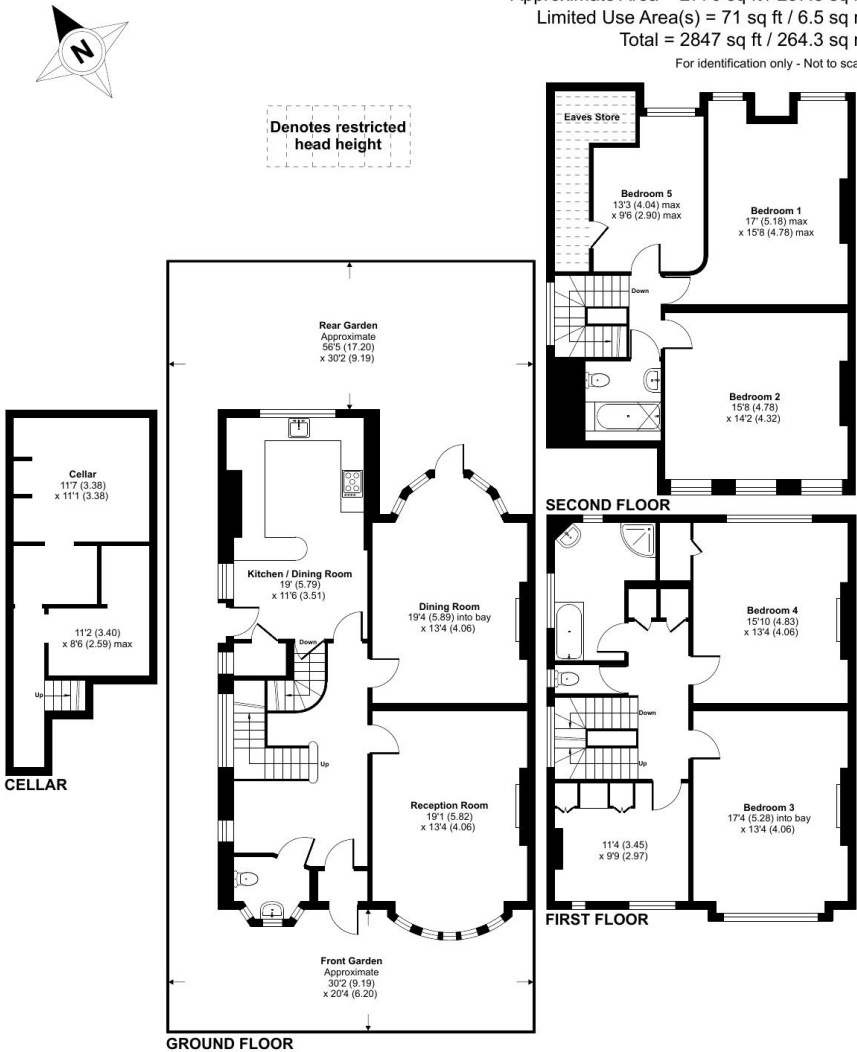 Limited Use Area(s) = 71 sq ft / 6.5 sq
Total = 2847 sq ft / 264.3 sq
For identification only - Not to
N
Denotes restricted
head height
Eaves Store
Bedroom 5
13'3 (4.04) max
x 9'6 (2.90) max
Bedroom 1
17' (5.18) max
x 15'8 (4.78) max
Down
Bedroom 2
15'8 (4.78)
x 14'2 (4.32)
SECOND FLOOR
Rear Garden
Approximate
56'5 (17.20)
x 30'2 (9.19)
Cellar
11'7 (3.38)
x 11'1 (3.38)
11'2 (3.40)
x 8'6 (2.59) max
Up
CELLAR
Kitchen / Dining Room
19' (5.79)
x 11'6 (3.51)
Dining Room
19'4 (5.89) into bay
x 13'4 (4.06)
Down
Up
Reception Room
19'1 (5.82)
x 13'4 (4.06)
Front Garden
Approximate
30'2 (9.19)
x 20'4 (6.20)
GROUND FLOOR
Bedroom 4
15'10 (4.83)
x 13'4 (4.06)
Down
Up
Bedroom 3
17'4 (5.28) into bay
x 13'4 (4.06)
11'4 (3.45)
x 9'9 (2.97)
FIRST FLOOR